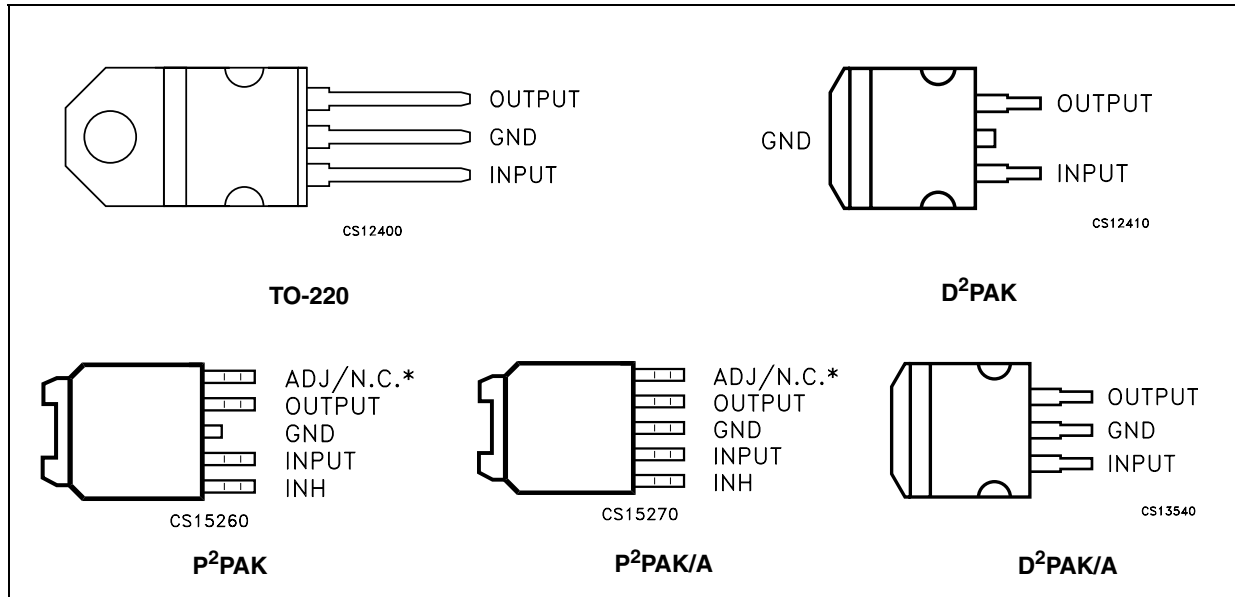 OUTPUT
GND
INPUT
CS12400
TO-220
GND
OUTPUT
INPUT
CS12410
D²PAK
ADJ/N.C.*
OUTPUT
GND
INPUT
INH
CS15260
P²PAK
ADJ/N.C.*
OUTPUT
GND
INPUT
INH
CS15270
P²PAK/A
OUTPUT
GND
INPUT
CS13540
D²PAK/A